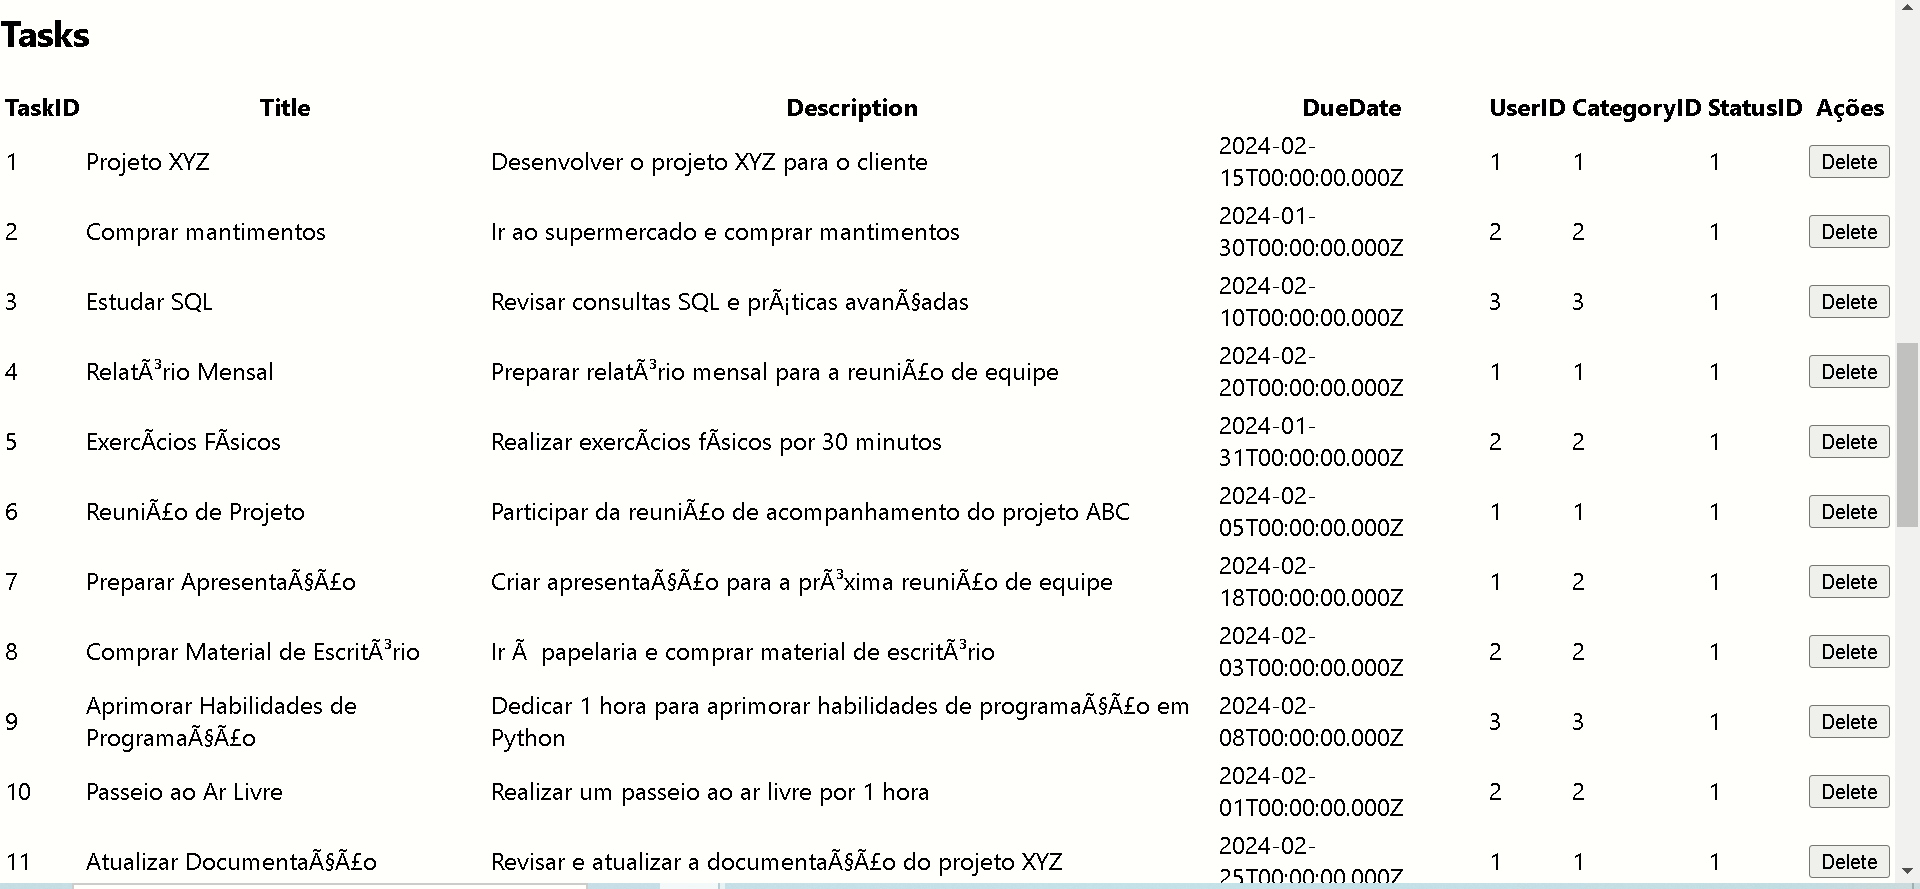 Tasks
TaskID Title Description DueDate UserID CategoryID StatusID Ações
1 Projeto XYZ Desenvolver o projeto XYZ para o cliente 2024-02-
15T00:00:00.000Z 1 1 1 Delete
2 Comprar mantimentos Ir ao supermercado e comprar mantimentos 2024-01-
30T00:00:00.000Z 2 2 1 Delete
3 Estudar SQL Revisar consultas SQL e prÃ¡ticas avanÃ§adas 2024-02-
10T00:00:00.000Z 3 3 1 Delete
4 RelatÃ³rio Mensal Preparar relatÃ³rio mensal para a reuniÃ£o de equipe 2024-02-
20T00:00:00.000Z 1 1 1 Delete
5 ExercÃcios FÃsicos Realizar exercÃcios fÃsicos por 30 minutos 2024-01-
31T00:00:00.000Z 2 2 1 Delete
6 ReuniÃ£o de Projeto Participar da reuniÃ£o de acompanhamento do projeto ABC 2024-02-
05T00:00:00.000Z 1 1 1 Delete
7 Preparar ApresentaÃ§Ã£o Criar apresentaÃ§Ã£o para a prÃ³xima reuniÃ£o de equipe 2024-02-
18T00:00:00.000Z 1 2 1 Delete
8 Comprar Material de EscritÃ³rio Ir Ã  papelaria e comprar material de escritÃ³rio 2024-02-
03T00:00:00.000Z 2 2 1 Delete
9 Aprimorar Habilidades de Dedicar 1 hora para aprimorar habilidades de programaÃ§Ã£o em 2024-02-
ProgramaÃ§Ã£o Python 08T00:00:00.000Z 3 3 1 Delete
10 Passeio ao Ar Livre Realizar um passeio ao ar livre por 1 hora 2024-02-
01T00:00:00.000Z 2 2 1 Delete
11 Atualizar DocumentaÃ§Ã£o Revisar e atualizar a documentaÃ§Ã£o do projeto XYZ 2024-02-
25T00:00:00.000Z 1 1 1 Delete